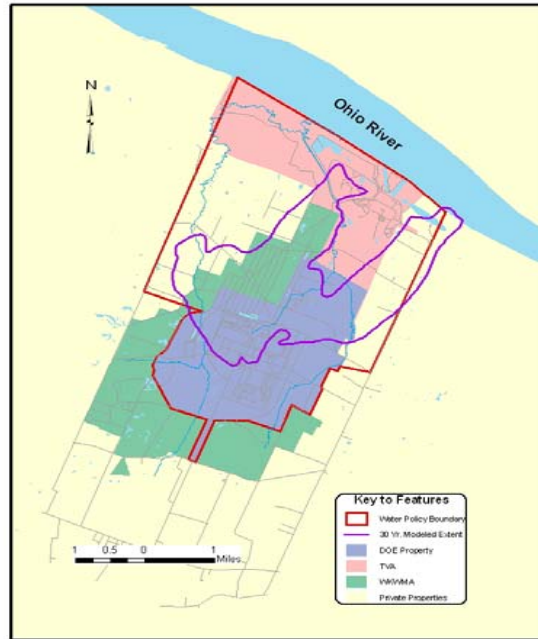 N
Ohio River
Key to Features
Water Policy Boundary
30 Yr. Modeled Extent
DOE Property
TVA
WKWMA
Private Properties
1 0.5 0 1
Miles